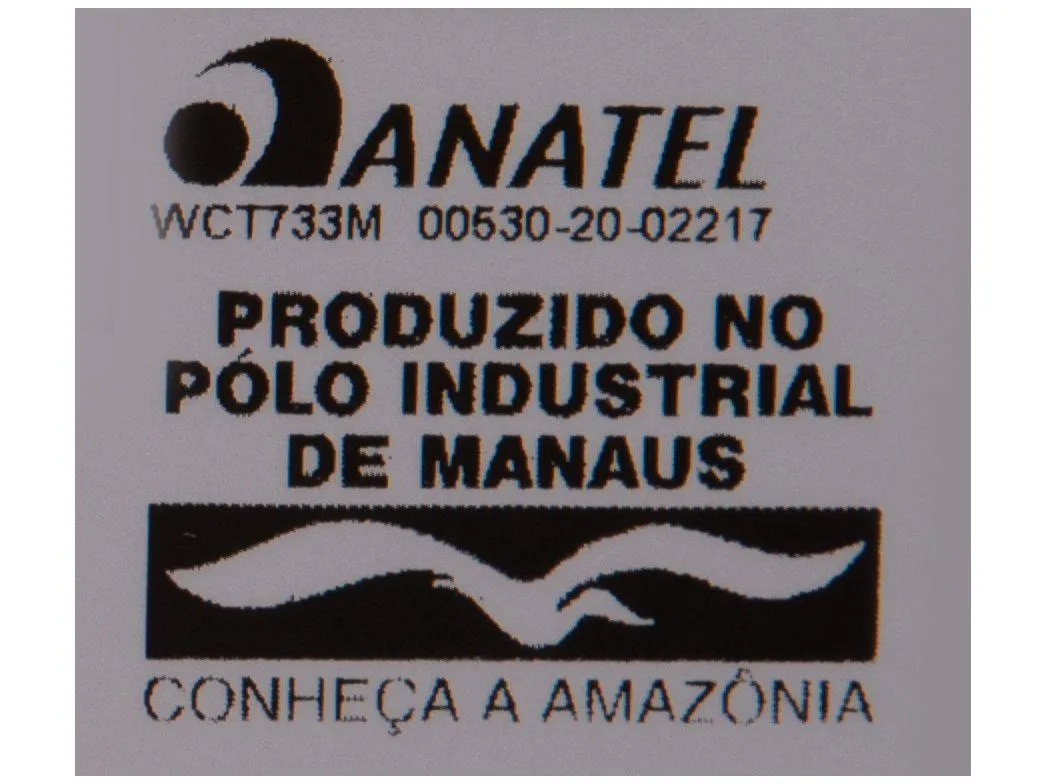 ANATEL
WCT733M 00530-20-02217
PRODUZIDO NO
PÓLO INDUSTRIAL
DE MANAUS
CONHEÇA A AMAZÔNIA